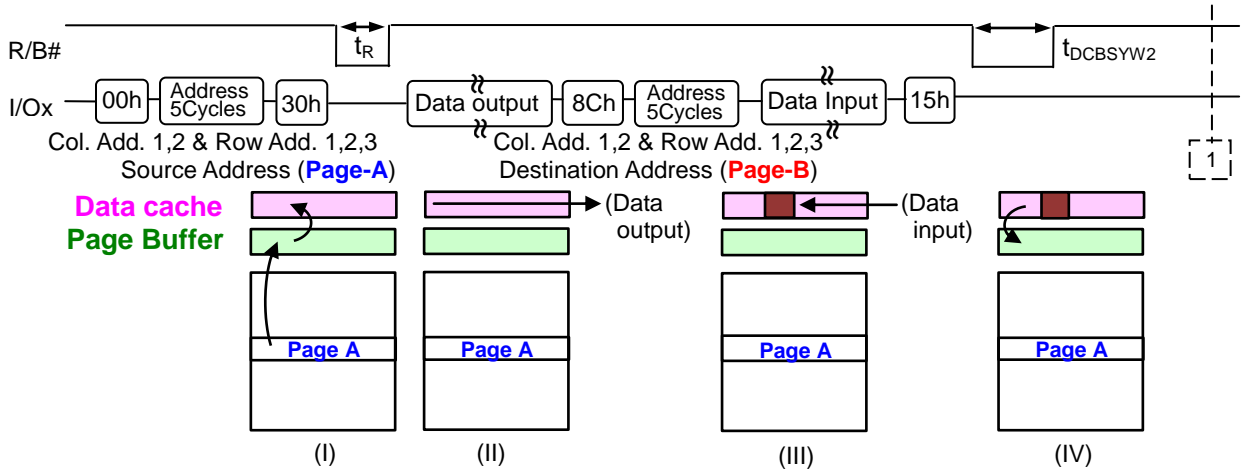 R/B#
tR
tDCBSYW2
I/Ox
00h
Address
5Cycles
30h
Data output
8Ch
Address
5Cycles
Data Input
15h
Col. Add. 1,2 & Row Add. 1,2,3
Source Address (Page-A)
Col. Add. 1,2 & Row Add. 1,2,3
Destination Address (Page-B)
1
Data cache
Page Buffer
(Data
output)
(Data
input)
Page A
Page A
Page A
Page A
(I)
(II)
(III)
(IV)